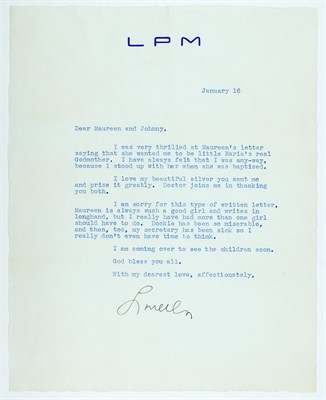 LPM
January 16
Dear Maureen and Johnny,
I was very thrilled at Maureen's letter
saying that she wanted me to be little Maria's real
Godmother. I have always felt that I was any-way,
because I stood up with her when she was baptized.
I love my beautiful silver you sent me
and prize it greatly. Doctor joins me in thanking
you both.
I am sorry for this type of written letter.
Maureen is always such a good girl and writes in
longhand, but I really have had more than one girl
should have to do. Dockie has been so miserable,
and then, too, my secretary has been sick so I
really don't even have time to think.
I am coming over to see the children soon.
God bless you all.
With my dearest love, affectionately,